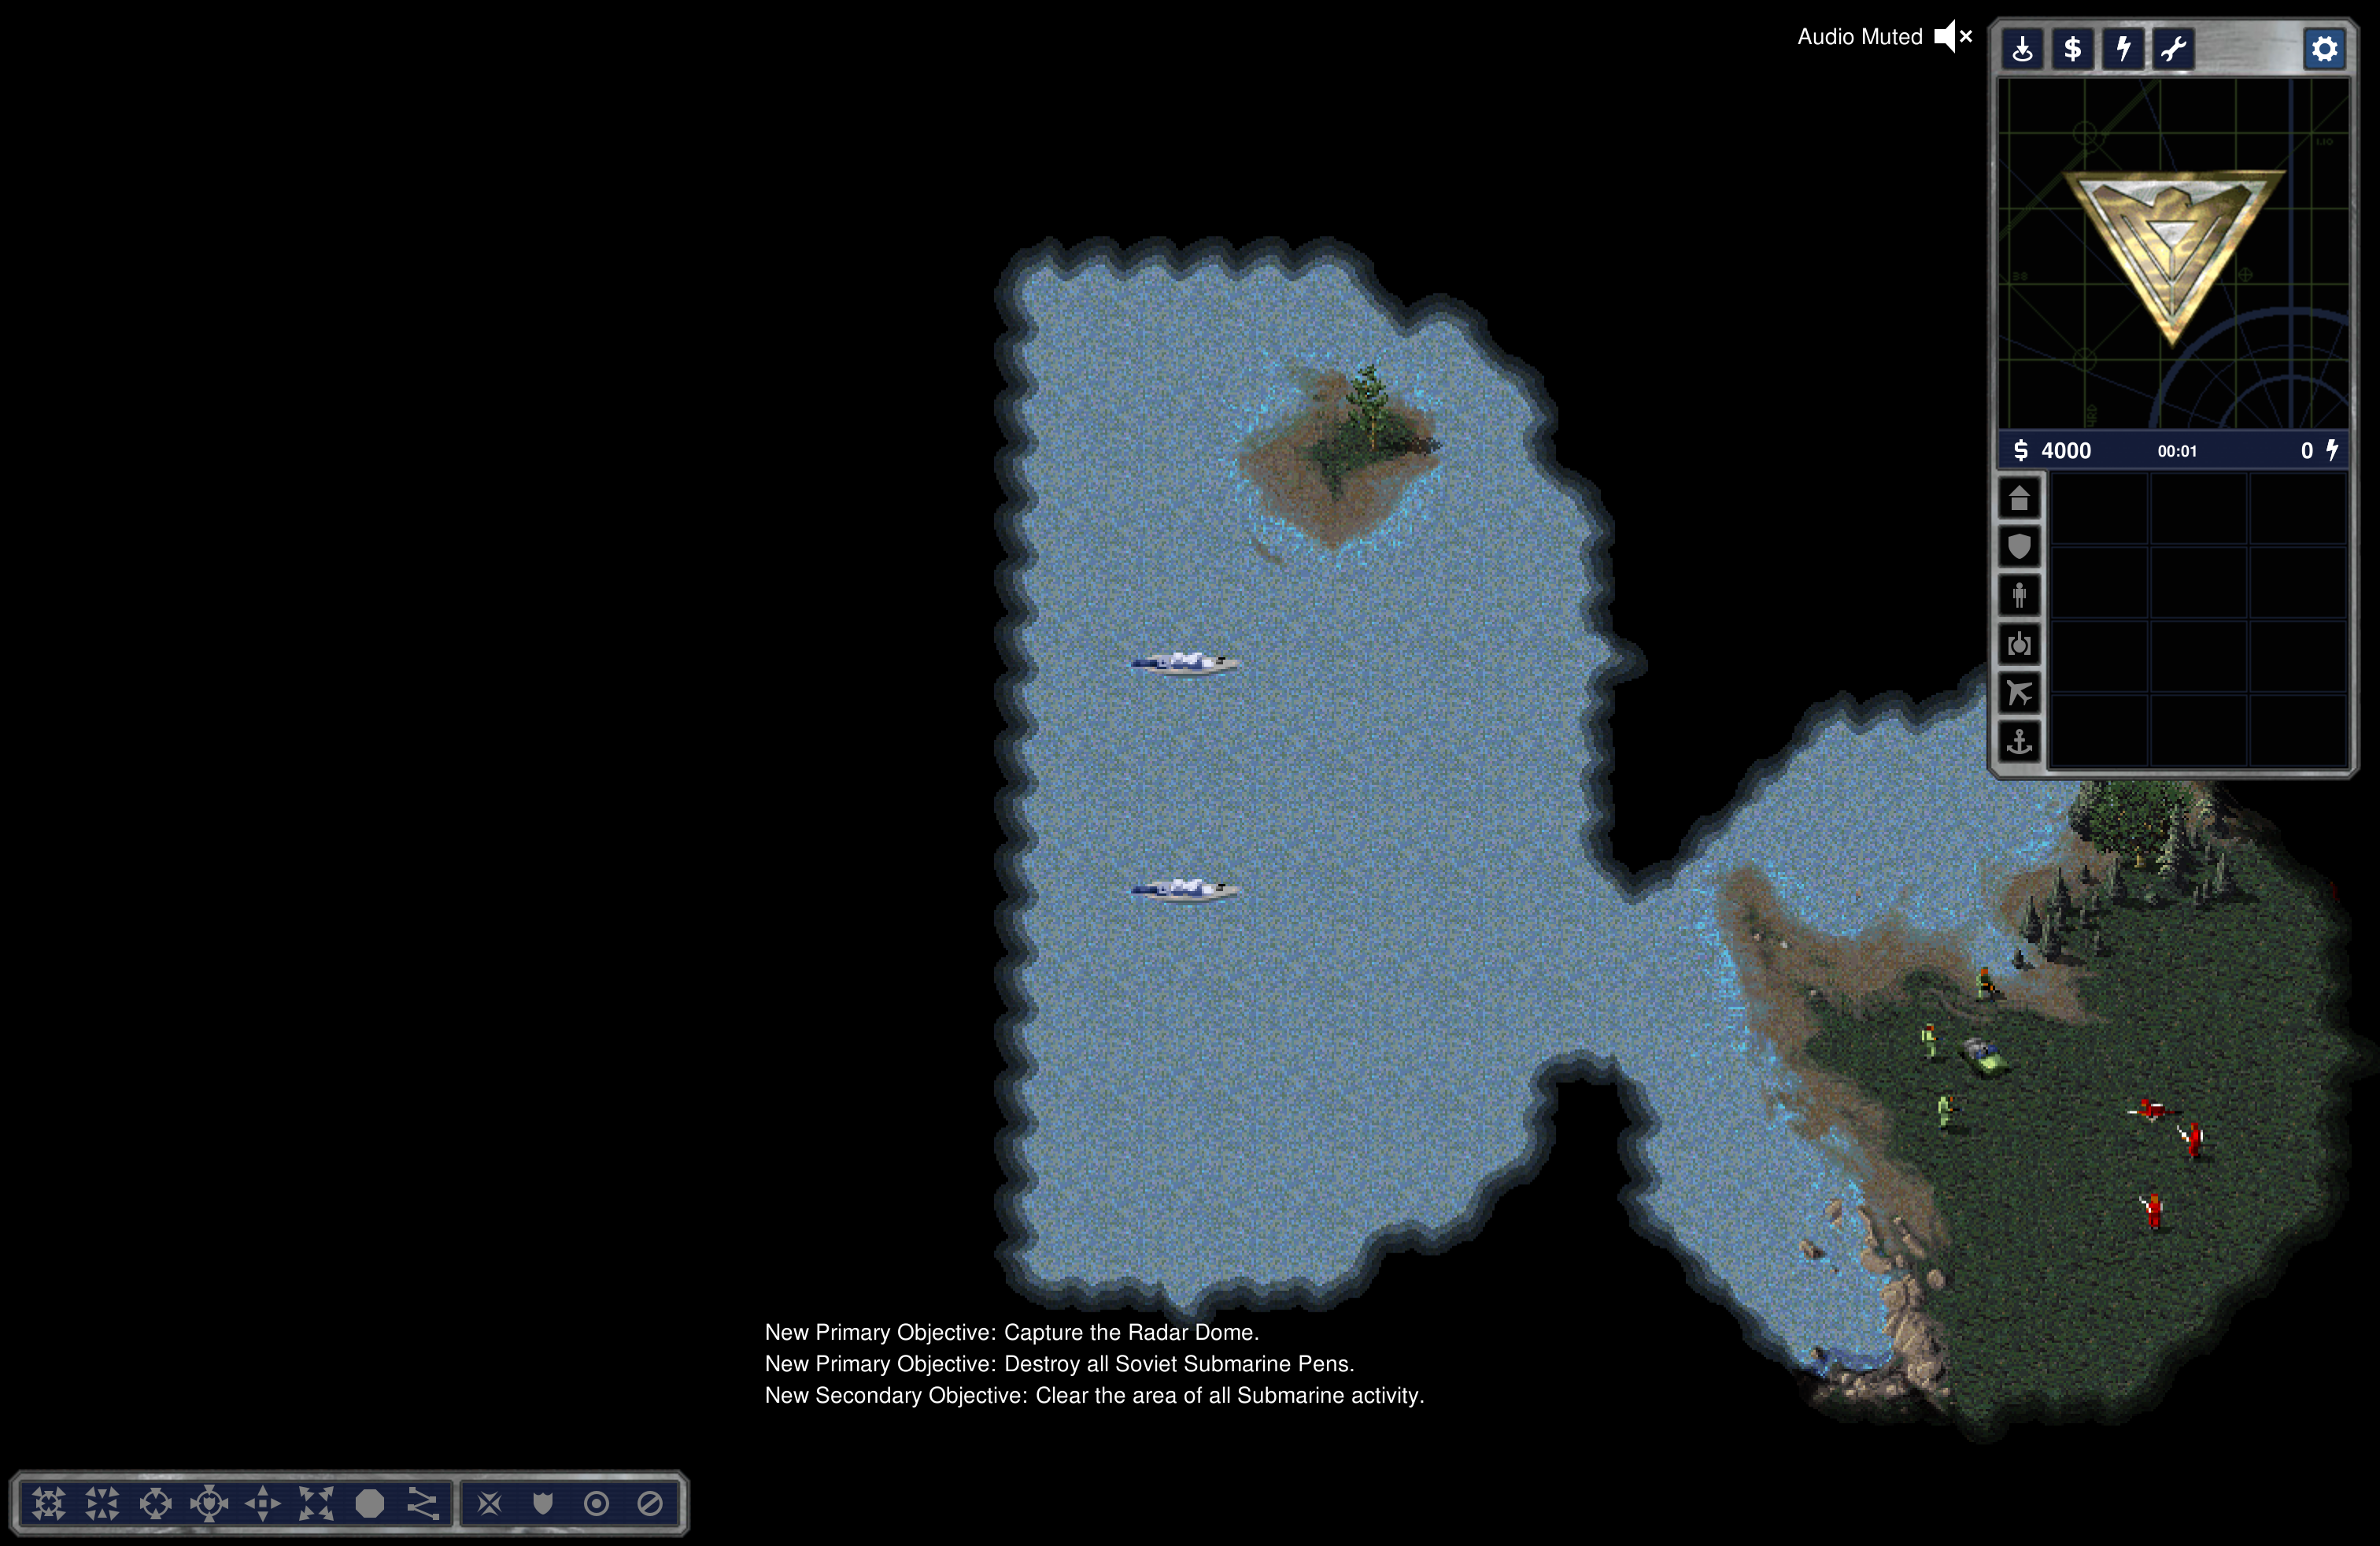 Audio Muted
$ 4000 00:01 0
New Primary Objective: Capture the Radar Dome.
New Primary Objective: Destroy all Soviet Submarine Pens.
New Secondary Objective: Clear the area of all Submarine activity.